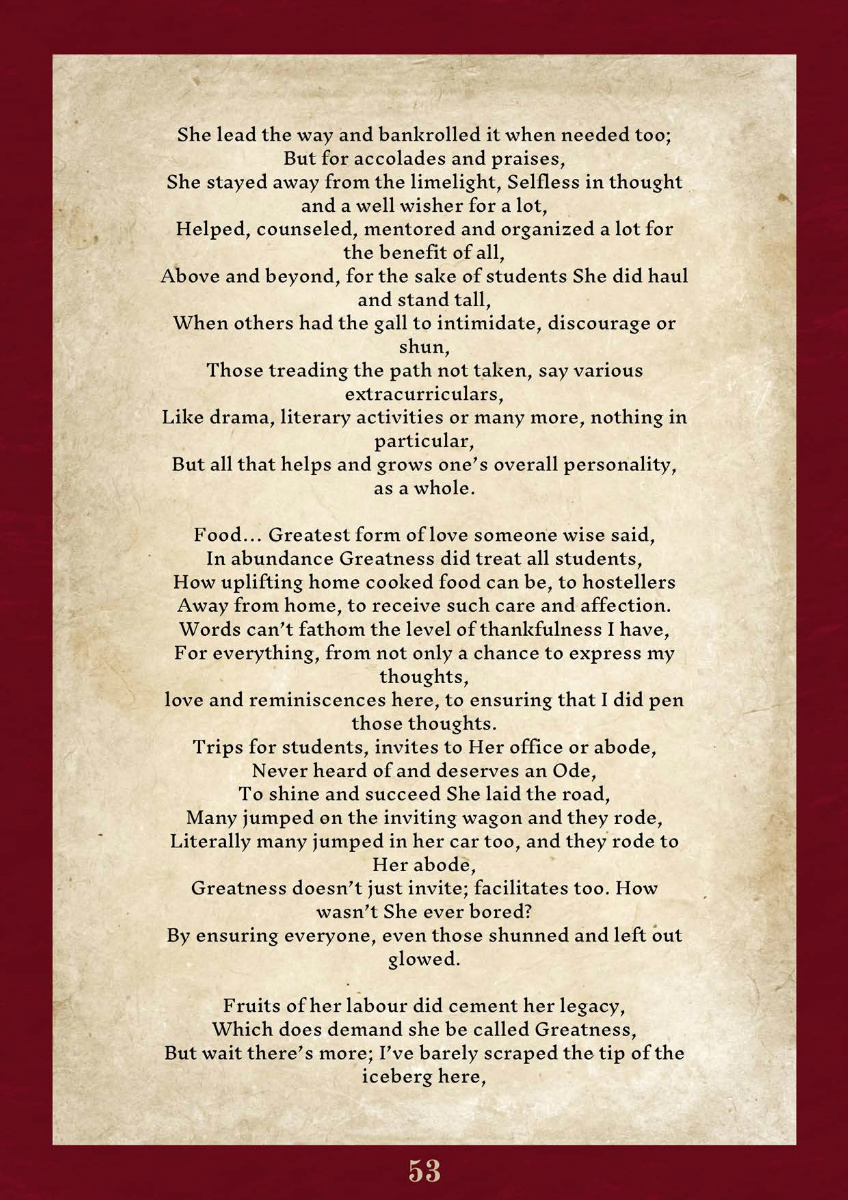 She lead the way and bankrolled it when needed too;
But for accolades and praises,
She stayed away from the limelight, Selfless in thought
and a well wisher for a lot,
Helped, counseled, mentored and organized a lot for
the benefit of all,
Above and beyond, for the sake of students She did haul
and stand tall,
When others had the gall to intimidate, discourage or
shun,
Those treading the path not taken, say various
extracurriculars,
Like drama, literary activities or many more, nothing in
particular,
But all that helps and grows one’s overall personality,
as a whole.

Food... Greatest form of love someone wise said,
In abundance Greatness did treat all students,
How uplifting home cooked food can be, to hostellers
Away from home, to receive such care and affection.
Words can’t fathom the level of thankfulness I have,
For everything, from not only a chance to express my
thoughts,
love and reminiscences here, to ensuring that I did pen
those thoughts.
Trips for students, invites to Her office or abode,
Never heard of and deserves an Ode,
To shine and succeed She laid the road,
Many jumped on the inviting wagon and they rode,
Literally many jumped in her car too, and they rode to
Her abode,
Greatness doesn’t just invite; facilitates too. How
wasn’t She ever bored?
By ensuring everyone, even those shunned and left out
glowed.

Fruits of her labour did cement her legacy,
Which does demand she be called Greatness,
But wait there’s more; I’ve barely scraped the tip of the
iceberg here,
53